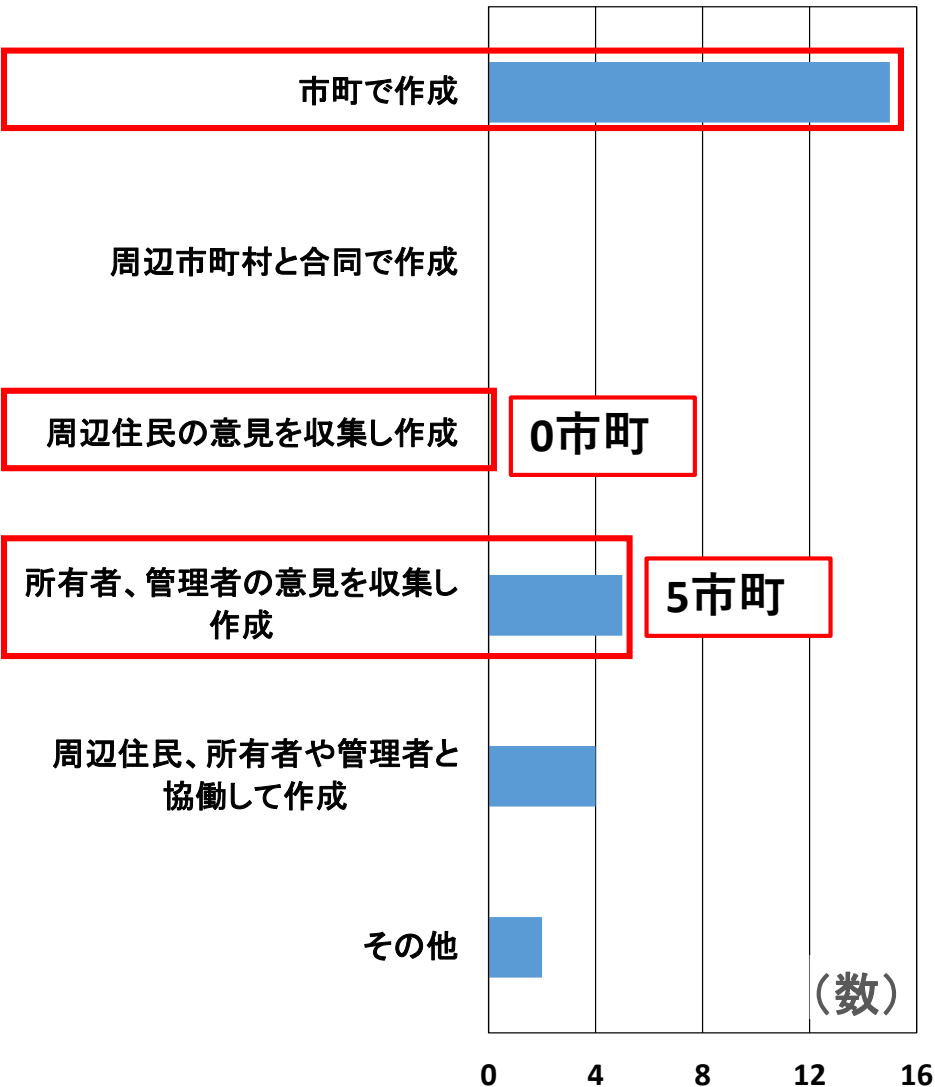 市町で作成
周辺市町村と合同で作成
周辺住民の意見を収集し作成
0市町
所有者、管理者の意見を収集し
作成
5市町
周辺住民、所有者や管理者と
協働して作成
その他
（数）
0 4 8 12 16